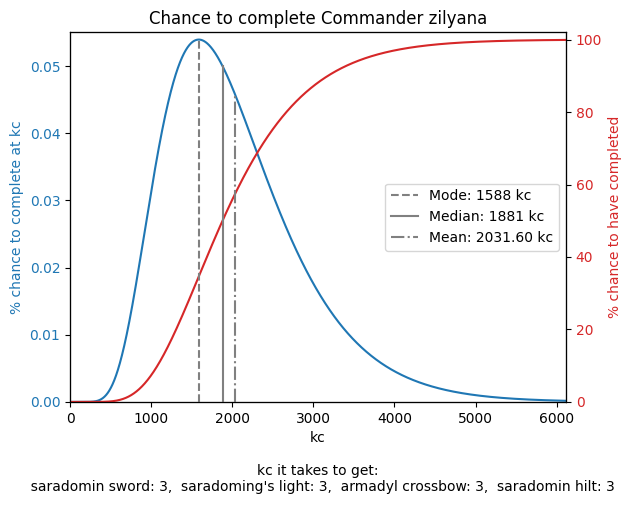 Chance to complete Commander zilyana
% chance to complete at kc
0.05
0.04
0.03
0.02
0.01
0.00
0 1000 2000 3000 4000 5000 6000
kc
100
80
60
40
20
0
% chance to have completed
Mode: 1588 kc
Median: 1881 kc
Mean: 2031.60 kc
kc it takes to get:
saradomin sword: 3,  saradoming's light: 3,  armadyl crossbow: 3,  saradomin hilt: 3